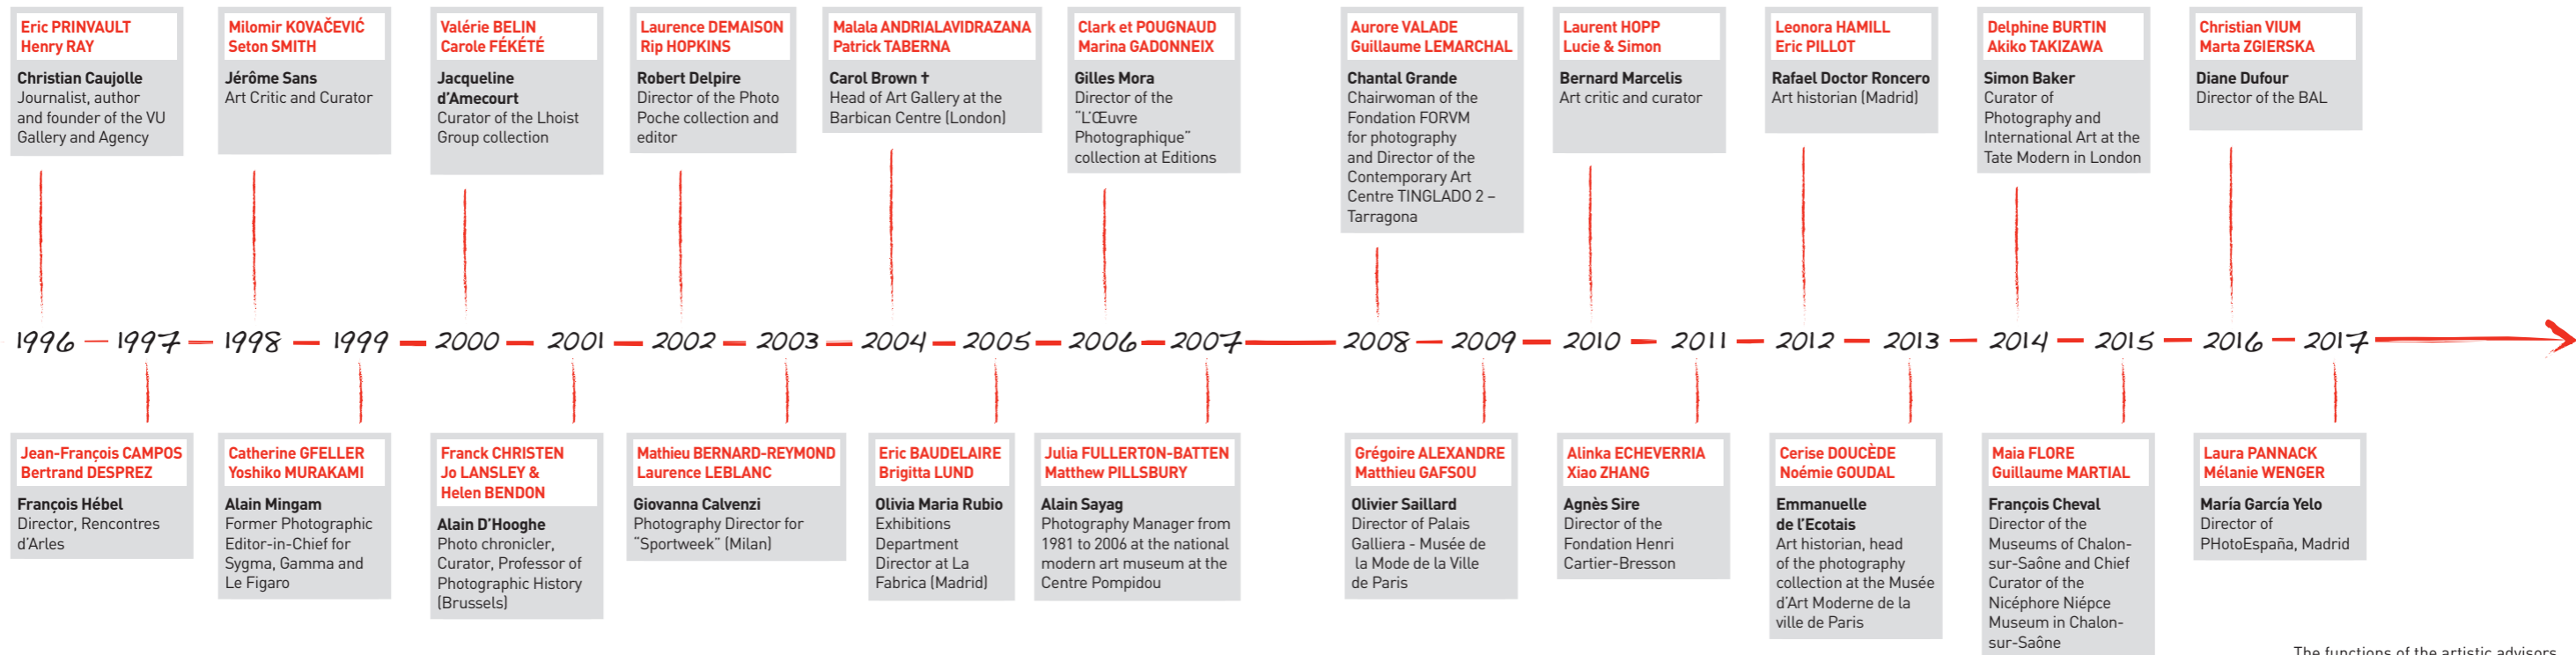 Eric PRINVAULT
Henry RAY
Christian Caujolle
Journalist, author
and founder of the VU
Gallery and Agency
Milomir KOVAČEVIĆ
Seton SMITH
Jérôme Sans
Art Critic and Curator
Valérie BELIN
Carole FÉKÉTÉ
Jacqueline
d’Amecourt
Curator of the Lhoist
Group collection
Laurence DEMAISON
Rip HOPKINS
Robert Delpire
Director of the Photo
Poche collection and
editor
Malala ANDRIALAVIDRAZANA
Patrick TABERNA
Carol Brown †
Head of Art Gallery at the
Barbican Centre (London)
Clark et POUGNAUD
Marina GADONNEIX
Gilles Mora
Director of the
“L’Œuvre
Photographique”
collection at Editions
Aurore VALADE
Guillaume LEMARCHAL
Chantal Grande
Chairwoman of the
Fondation FORVM
for photography
and Director of the
Contemporary Art
Centre TINGLADO 2 –
Tarragona
Laurent HOPP
Lucie & Simon
Bernard Marcelis
Art critic and curator
Leonora HAMILL
Eric PILLOT
Rafael Doctor Roncero
Art historian (Madrid)
Delphine BURTIN
Akiko TAKIZAWA
Simon Baker
Curator of
Photography and
International Art at the
Tate Modern in London
Christian VIUM
Marta ZGIERSKA
Diane Dufour
Director of the BAL
1996 1997 1998 1999 2000 2001 2002 2003 2004 2005 2006 2007 2008 2009 2010 2011 2012 2013 2014 2015 2016 2017
Jean-François CAMPOS
Bertrand DESPREZ
François Hébel
Director, Rencontres
d’Arles
Catherine GFELLER
Yoshiko MURAKAMI
Alain Mingam
Former Photographic
Editor-in-Chief for
Sygma, Gamma and
Le Figaro
Franck CHRISTEN
Jo LANSLEY &
Helen BENDON
Alain D’Hooghe
Photo chronicler,
Curator, Professor of
Photographic History
(Brussels)
Mathieu BERNARD-REYMOND
Laurence LEBLANC
Giovanna Calvenzi
Photography Director for
“Sportweek” (Milan)
Eric BAUDELAIRE
Brigitta LUND
Olivia Maria Rubio
Exhibitions
Department
Director at La
Fabrica (Madrid)
Julia FULLERTON-BATTEN
Matthew PILLSBURY
Alain Sayag
Photography Manager from
1981 to 2006 at the national
modern art museum at the
Centre Pompidou
Grégoire ALEXANDRE
Matthieu GAFSOU
Olivier Saillard
Director of Palais
Galliera - Musée de
la Mode de la Ville
de Paris
Alinka ECHEVERRIA
Xiao ZHANG
Agnès Sire
Director of the
Fondation Henri
Cartier-Bresson
Cerise DOUCÈDE
Noémie GOUDAL
Emmanuelle
de l’Ecotais
Art historian, head
of the photography
collection at the Musée
d’Art Moderne de la
ville de Paris
Maia FLORE
Guillaume MARTIAL
François Cheval
Director of the
Museums of Chalon-
sur-Saône and Chief
Curator of the
Nicéphore Niépce
Museum in Chalon-
sur-Saône
Laura PANNACK
Mélanie WENGER
María García Yelo
Director of
PHotoEspaña, Madrid
The functions of the artistic advisors